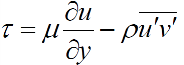 τ = μ ∂u/∂y − ρ\overline{u'v'}